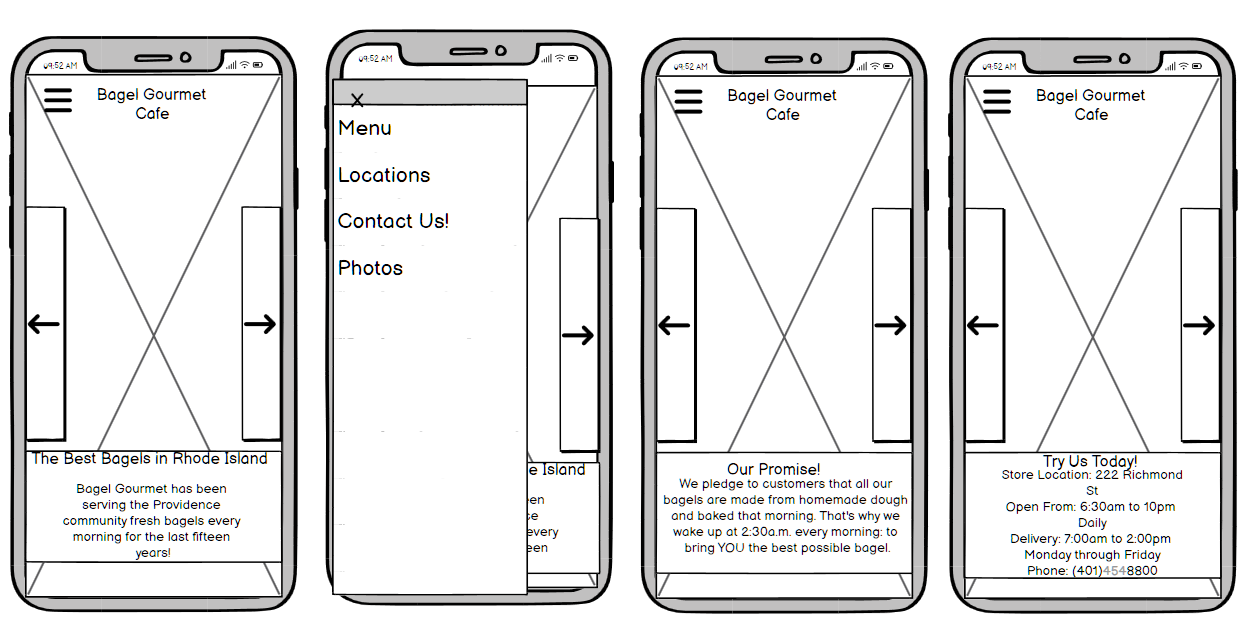 09:52 AM
Bagel Gourmet
Cafe
The Best Bagels in Rhode Island
Bagel Gourmet has been
serving the Providence
community fresh bagels every
morning for the last fifteen
years!
09:52 AM
X
Menu
Locations
Contact Us!
Photos
e Island
en
ce
every
een
09:52 AM
Bagel Gourmet
Cafe
Our Promise!
We pledge to customers that all our
bagels are made from homemade dough
and baked that morning. That's why we
wake up at 2:30a.m. every morning: to
bring YOU the best possible bagel.
09:52 AM
Bagel Gourmet
Cafe
Try Us Today!
Store Location: 222 Richmond
St
Open From: 6:30am to 10pm
Daily
Delivery: 7:00am to 2:00pm
Monday through Friday
Phone: (401)4548800